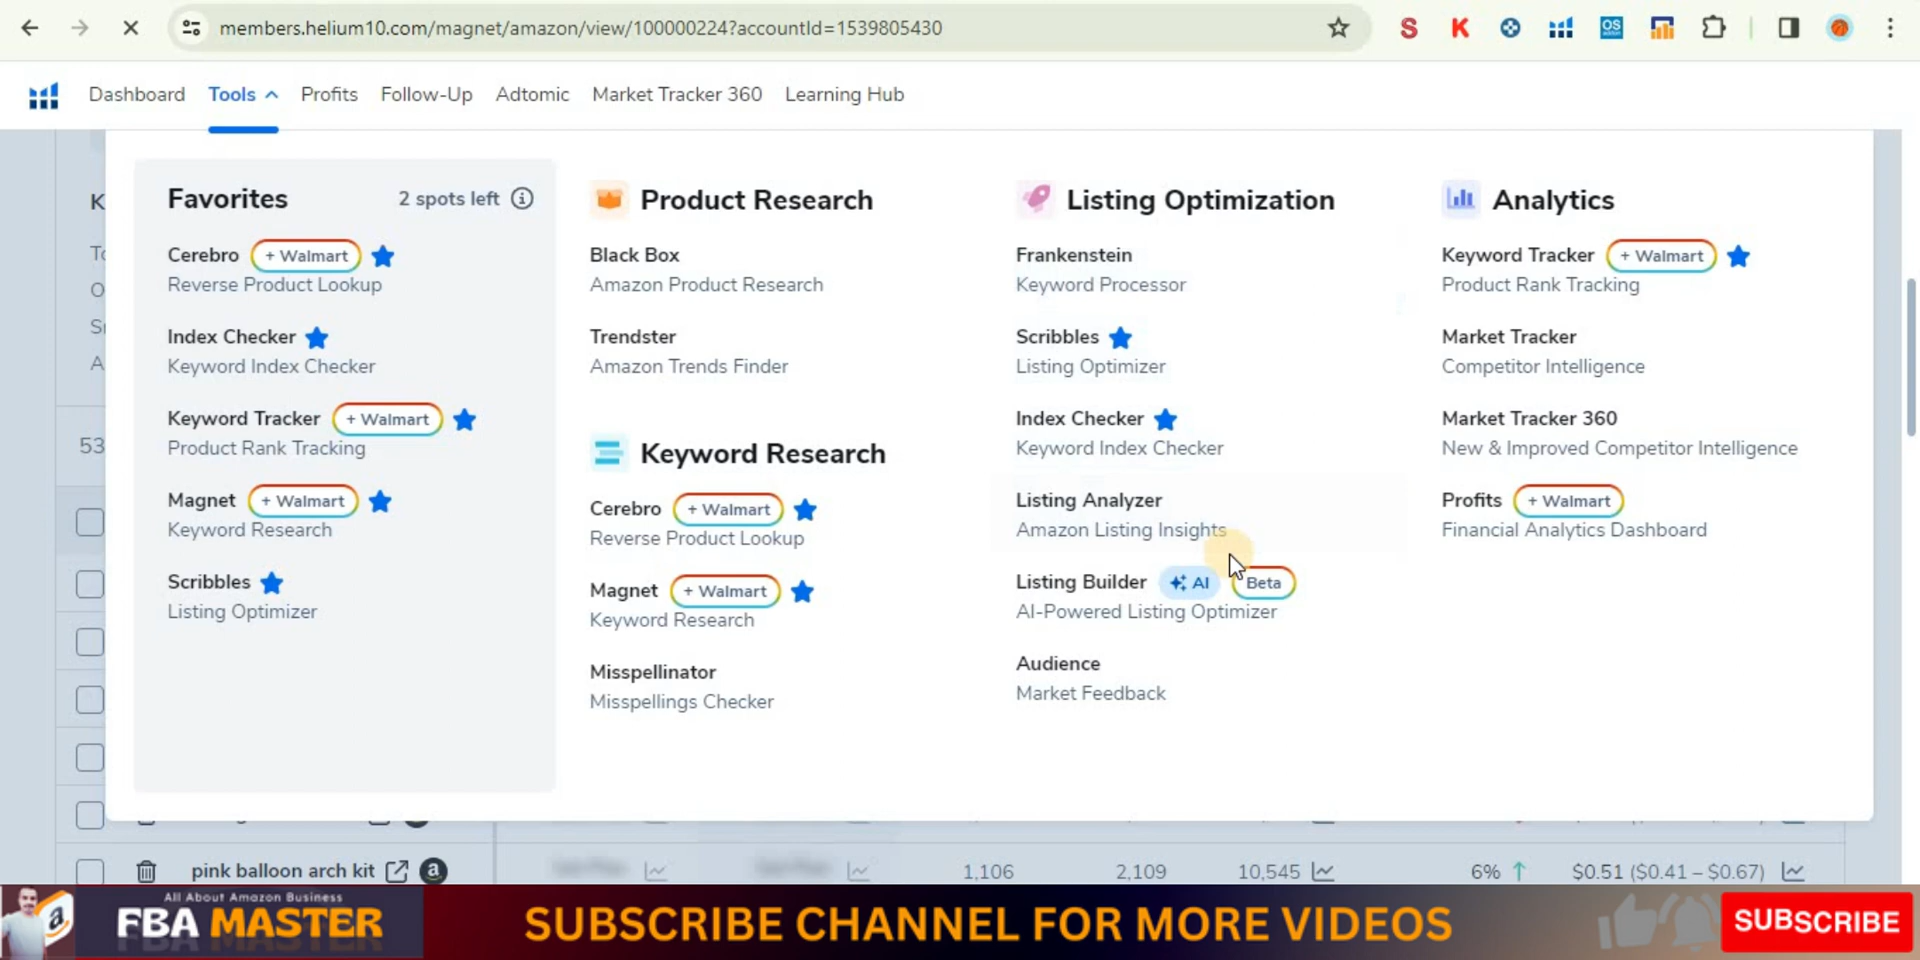 members.helium10.com/magnet/amazon/view/100000224?accountId=1539805430
Dashboard Tools Profits Follow-Up Adtomic Market Tracker 360 Learning Hub
Favorites 2 spots left
Cerebro + Walmart
Reverse Product Lookup
Index Checker
Keyword Index Checker
Keyword Tracker + Walmart
Product Rank Tracking
Magnet + Walmart
Keyword Research
Scribbles
Listing Optimizer
Product Research
Black Box
Amazon Product Research
Trendster
Amazon Trends Finder
Keyword Research
Cerebro + Walmart
Reverse Product Lookup
Magnet + Walmart
Keyword Research
Misspellinator
Misspellings Checker
Listing Optimization
Frankenstein
Keyword Processor
Scribbles
Listing Optimizer
Index Checker
Keyword Index Checker
Listing Analyzer
Amazon Listing Insights
Listing Builder AI Beta
AI-Powered Listing Optimizer
Audience
Market Feedback
Analytics
Keyword Tracker + Walmart
Product Rank Tracking
Market Tracker
Competitor Intelligence
Market Tracker 360
New & Improved Competitor Intelligence
Profits + Walmart
Financial Analytics Dashboard
K
To
O
A
53
pink balloon arch kit 1,106 2,109 10,545 6% $0.51 ($0.41 – $0.67)
All About Amazon Business
FBA MASTER
SUBSCRIBE CHANNEL FOR MORE VIDEOS
SUBSCRIBE